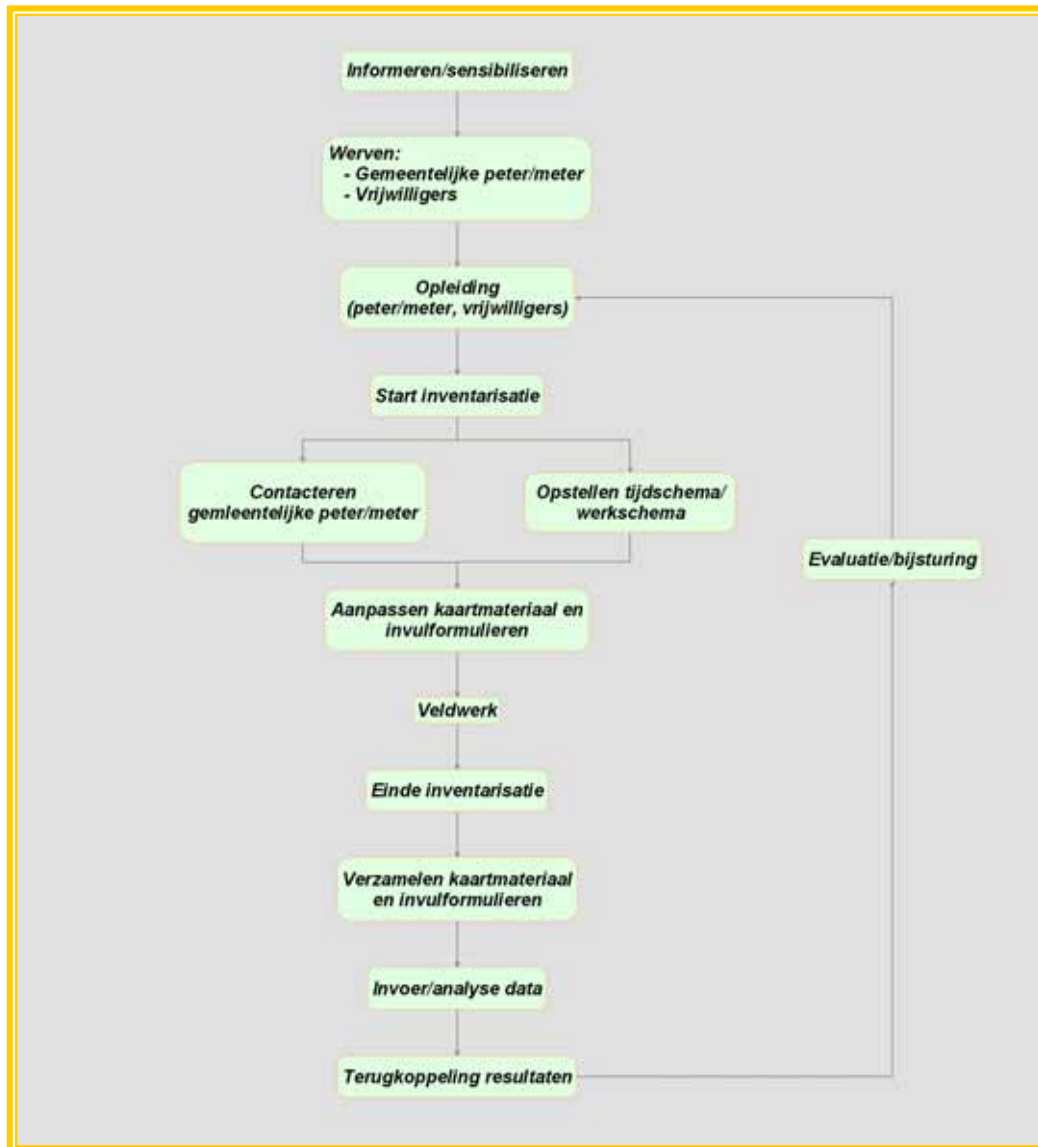 Informeren/sensibiliseren
Werven:
- Gemeentelijke peter/meter
- Vrijwilligers
Opleiding
(peter/meter, vrijwilligers)
Start inventarisatie
Contacteren
gemleentelijke peter/meter
Opstellen tijdschema/
werkschema
Evaluatie/bijsturing
Aanpassen kaartmateriaal en
invulformulieren
Veldwerk
Einde inventarisatie
Verzamelen kaartmateriaal
en invulformulieren
Invoer/analyse data
Terugkoppeling resultaten